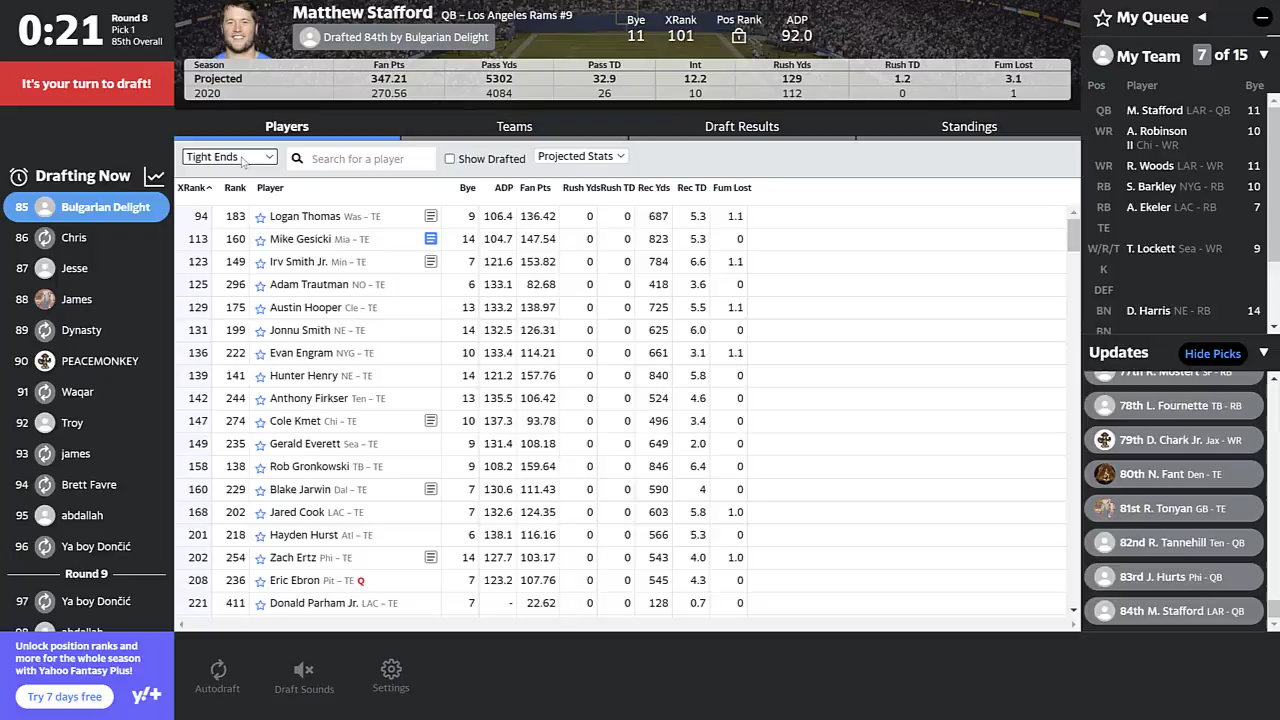 0:21
Round 8
Pick 1
85th Overall
It's your turn to draft!
Drafting Now
85 Bulgarian Delight
86 Chris
87 Jesse
88 James
89 Dynasty
90 PEACEMONKEY
91 Waqar
92 Troy
93 james
94 Brett Favre
95 abdallah
96 Ya boy Dončić
Round 9
97 Ya boy Dončić
98 abdallah
Unlock position ranks and
more for the whole season
with Yahoo Fantasy Plus!
Try 7 days free
y!+
Matthew Stafford QB – Los Angeles Rams #9
Drafted 84th by Bulgarian Delight
Bye XRank Pos Rank ADP
11 101 92.0
Season Fan Pts Pass Yds Pass TD Int Rush Yds Rush TD Fum Lost
Projected 347.21 5302 32.9 12.2 129 1.2 3.1
2020 270.56 4084 26 10 112 0 1
Players Teams Draft Results Standings
Tight Ends Search for a player Show Drafted Projected Stats
XRank Rank Player Bye ADP Fan Pts Rush Yds Rush TD Rec Yds Rec TD Fum Lost
94 183 Logan Thomas Was – TE 9 106.4 136.42 0 0 687 5.3 1.1
113 160 Mike Gesicki Mia – TE 14 104.7 147.54 0 0 823 5.3 0
123 149 Irv Smith Jr. Min – TE 7 121.6 153.82 0 0 784 6.6 1.1
125 296 Adam Trautman NO – TE 6 133.1 82.68 0 0 418 3.6 0
129 175 Austin Hooper Cle – TE 13 133.2 138.97 0 0 725 5.5 1.1
131 199 Jonnu Smith NE – TE 14 132.5 126.31 0 0 625 6.0 0
136 222 Evan Engram NYG – TE 10 133.4 114.21 0 0 661 3.1 1.1
139 141 Hunter Henry NE – TE 14 121.2 157.76 0 0 840 5.8 0
142 244 Anthony Firkser Ten – TE 13 135.5 106.42 0 0 524 4.6 0
147 274 Cole Kmet Chi – TE 10 137.3 93.78 0 0 496 3.4 0
149 235 Gerald Everett Sea – TE 9 131.4 108.18 0 0 649 2.0 0
158 138 Rob Gronkowski TB – TE 9 108.2 159.64 0 0 846 6.4 0
160 229 Blake Jarwin Dal – TE 7 130.6 111.43 0 0 590 4 0
168 202 Jared Cook LAC – TE 7 132.6 124.35 0 0 603 5.8 1.0
201 218 Hayden Hurst Atl – TE 6 138.1 116.16 0 0 566 5.3 0
202 254 Zach Ertz Phi – TE 14 127.7 103.17 0 0 543 4.0 1.0
208 236 Eric Ebron Pit – TE Q 7 123.2 107.76 0 0 545 4.3 0
221 411 Donald Parham Jr. LAC – TE 7 - 22.62 0 0 128 0.7 0
Autodraft
Draft Sounds
Settings
My Queue
My Team 7 of 15
Pos Player Bye
QB M. Stafford LAR - QB 11
WR A. Robinson II Chi - WR 10
WR R. Woods LAR - WR 11
RB S. Barkley NYG - RB 10
RB A. Ekeler LAC - RB 7
TE
W/R/T T. Lockett Sea - WR 9
K
DEF
BN D. Harris NE - RB 14
BN
Updates Hide Picks
77th R. Mostert SF - RB
78th L. Fournette TB - RB
79th D. Chark Jr. Jax - WR
80th N. Fant Den - TE
81st R. Tonyan GB - TE
82nd R. Tannehill Ten - QB
83rd J. Hurts Phi - QB
84th M. Stafford LAR - QB